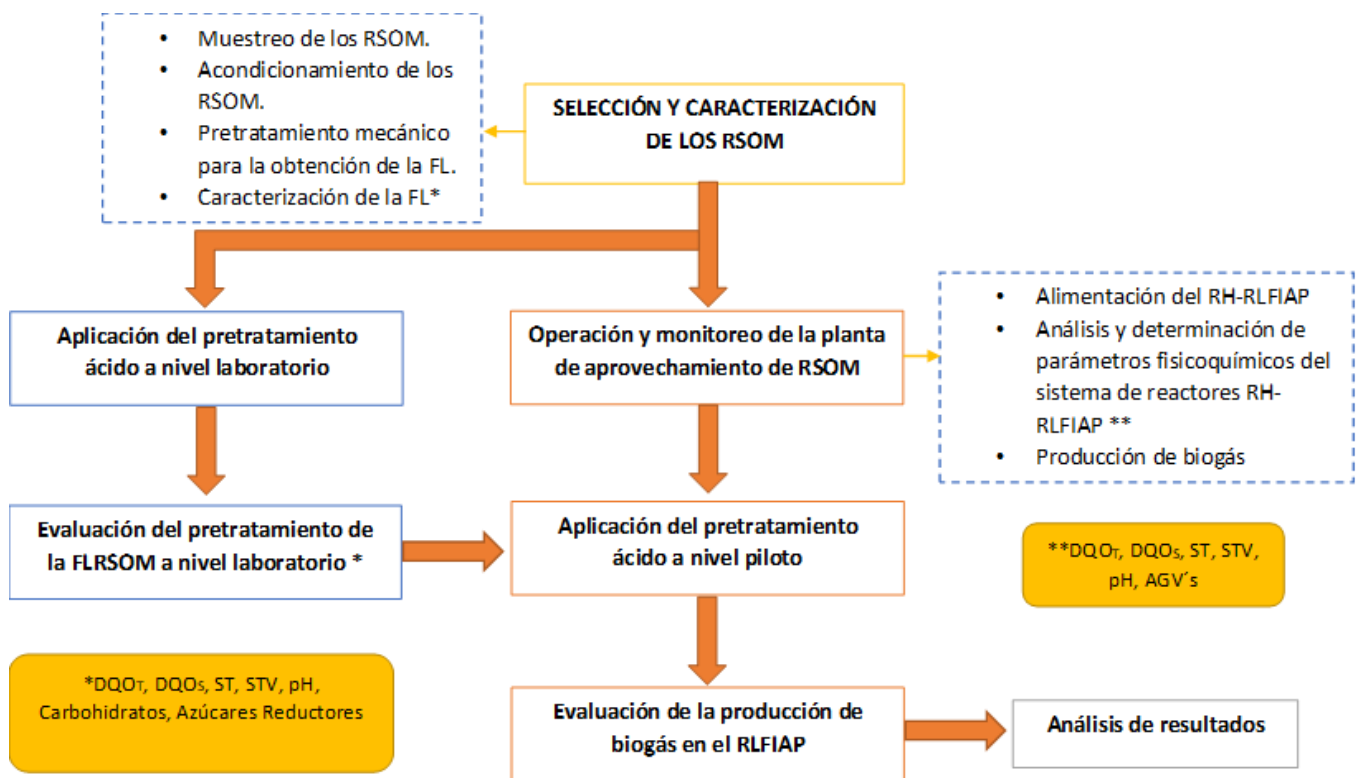 • Muestreo de los RSOM.
• Acondicionamiento de los
RSOM.
• Pretratamiento mecánico
para la obtención de la FL.
• Caracterización de la FL*
SELECCIÓN Y CARACTERIZACIÓN
DE LOS RSOM
Aplicación del pretratamiento
ácido a nivel laboratorio
Operación y monitoreo de la planta
de aprovechamiento de RSOM
• Alimentación del RH-RLFIAP
• Análisis y determinación de
parámetros fisicoquímicos del
sistema de reactores RH-
RLFIAP **
• Producción de biogás
Evaluación del pretratamiento de
la FLRSOM a nivel laboratorio *
Aplicación del pretratamiento
ácido a nivel piloto
**DQOT, DQOS, ST, STV,
pH, AGV´s
*DQOT, DQOS, ST, STV, pH,
Carbohidratos, Azúcares Reductores
Evaluación de la producción de
biogás en el RLFIAP
Análisis de resultados